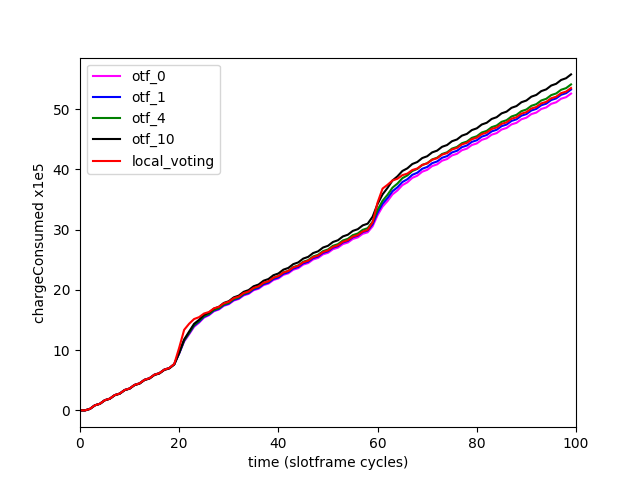 otf_0
otf_1
otf_4
otf_10
local_voting
chargeConsumed x1e5
50
40
30
20
10
0
0 20 40 60 80 100
time (slotframe cycles)